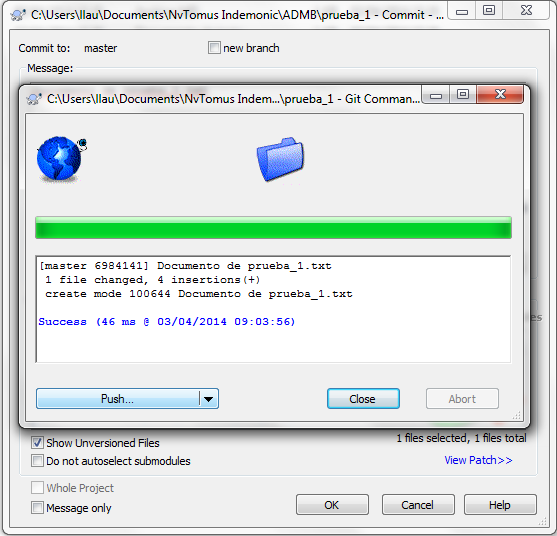 C:\Users\llau\Documents\NvTomus Indemonic\ADMB\prueba_1 - Commit - ...
Commit to: master new branch
Message:
C:\Users\llau\Documents\NvTomus Indem...\prueba_1 - Git Comman...
[master 6984141] Documento de prueba_1.txt
1 file changed, 4 insertions(+)
create mode 100644 Documento de prueba_1.txt
Success (46 ms @ 03/04/2014 09:03:56)
Push... Close Abort
Show Unversioned Files 1 files selected, 1 files total
Do not autoselect submodules View Patch>>
Whole Project
Message only OK Cancel Help